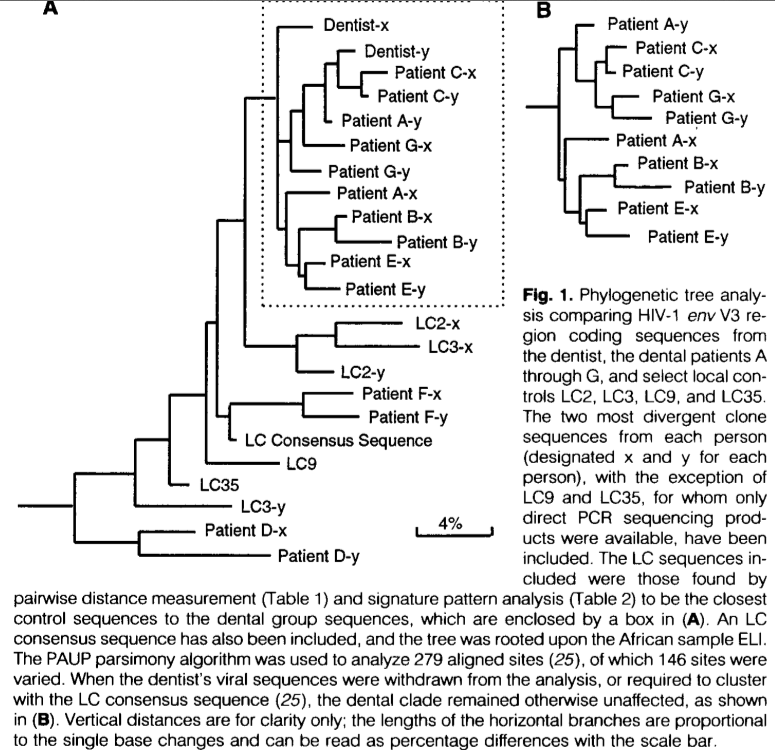 A
Dentist-x
Dentist-y
Patient C-x
Patient C-y
Patient A-y
Patient G-x
Patient G-y
Patient A-x
Patient B-x
Patient B-y
Patient E-x
Patient E-y
LC2-x
LC3-x
LC2-y
Patient F-x
Patient F-y
LC Consensus Sequence
LC9
LC35
LC3-y
Patient D-x
Patient D-y
4%
B
Patient A-y
Patient C-x
Patient C-y
Patient G-x
Patient G-y
Patient A-x
Patient B-x
Patient B-y
Patient E-x
Patient E-y
Fig. 1. Phylogenetic tree analy-
sis comparing HIV-1 env V3 re-
gion coding sequences from
the dentist, the dental patients A
through G, and select local con-
trols LC2, LC3, LC9, and LC35.
The two most divergent clone
sequences from each person
(designated x and y for each
person), with the exception of
LC9 and LC35, for whom only
direct PCR sequencing prod-
ucts were available, have been
included. The LC sequences in-
cluded were those found by
pairwise distance measurement (Table 1) and signature pattern analysis (Table 2) to be the closest
control sequences to the dental group sequences, which are enclosed by a box in (A). An LC
consensus sequence has also been included, and the tree was rooted upon the African sample ELI.
The PAUP parsimony algorithm was used to analyze 279 aligned sites (25), of which 146 sites were
varied. When the dentist's viral sequences were withdrawn from the analysis, or required to cluster
with the LC consensus sequence (25), the dental clade remained otherwise unaffected, as shown
in (B). Vertical distances are for clarity only; the lengths of the horizontal branches are proportional
to the single base changes and can be read as percentage differences with the scale bar.